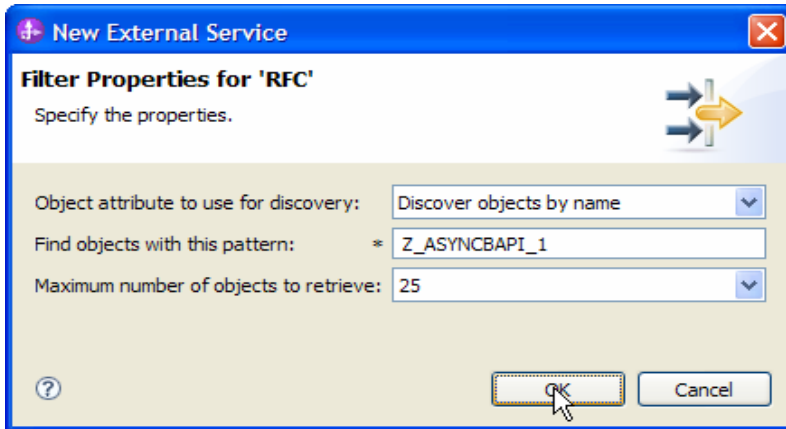 New External Service
Filter Properties for 'RFC'
Specify the properties.
Object attribute to use for discovery: Discover objects by name
Find objects with this pattern: * Z_ASYNCBAPI_1
Maximum number of objects to retrieve: 25
? OK Cancel